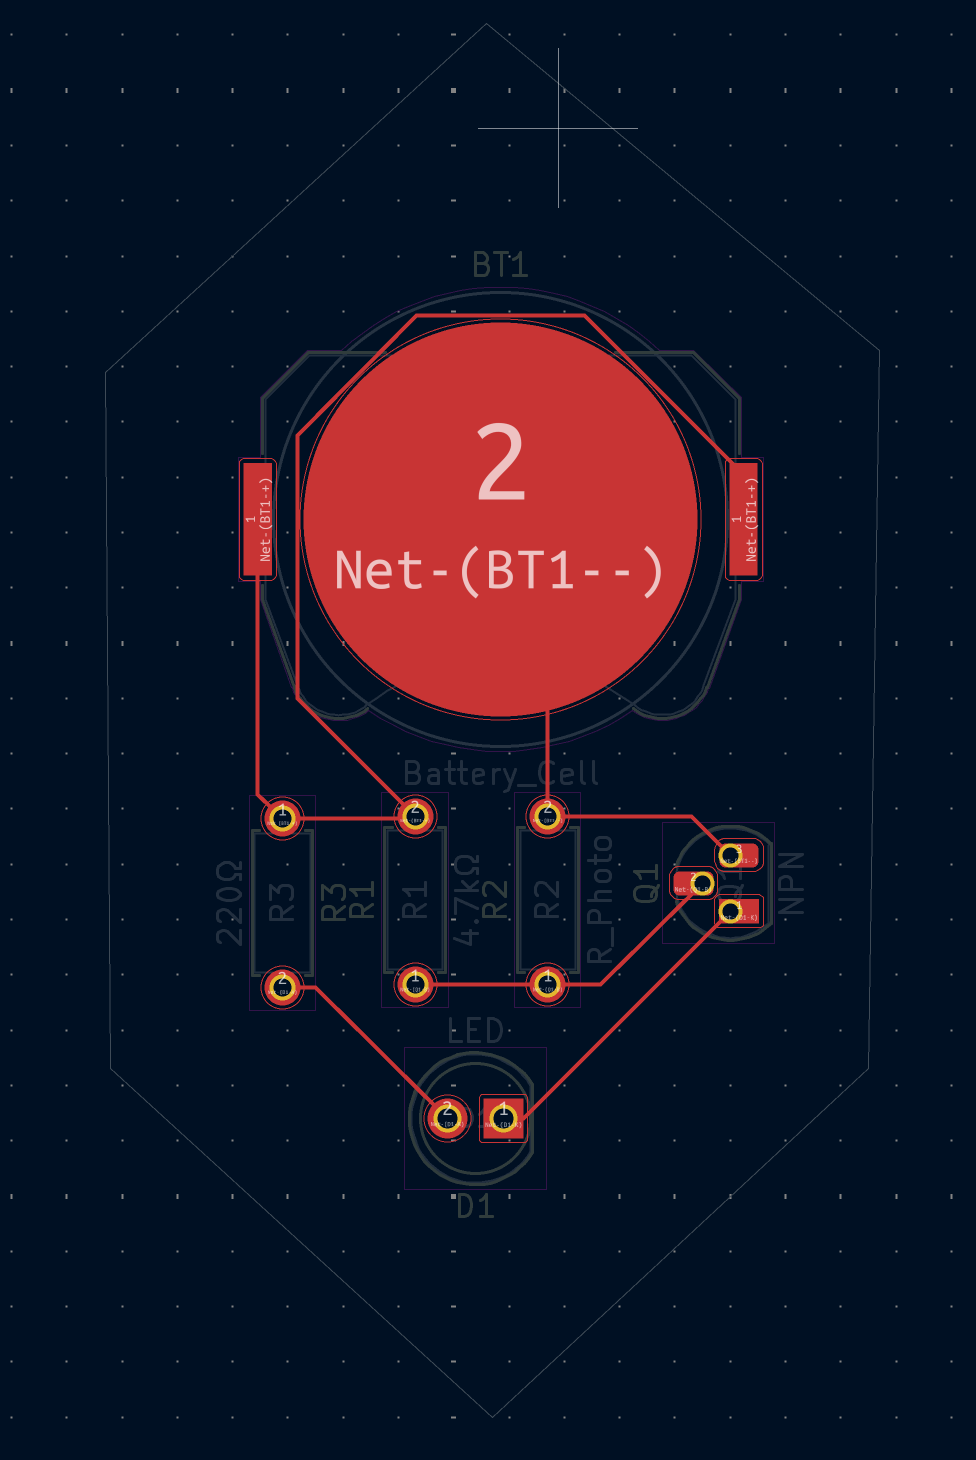 BT1
2
Net-(BT1--)
1
Net-(BT1-+)
1
Net-(BT1-+)
Battery_Cell
1
2
2
220Ω
R3
R3
R1
R1
4.7kΩ
R2
R2
R_Photo
Q1
3
2
1
NPN
2
1
1
LED
2
1
D1